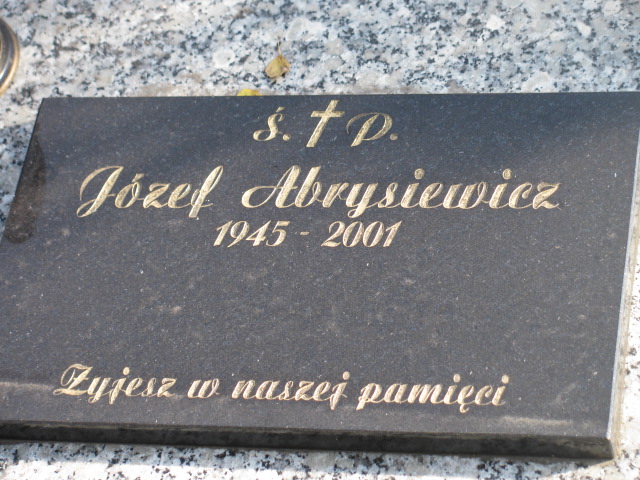 Ś. † P.
Józef Abrysiewicz
1945 - 2001
Żyjesz w naszej pamięci